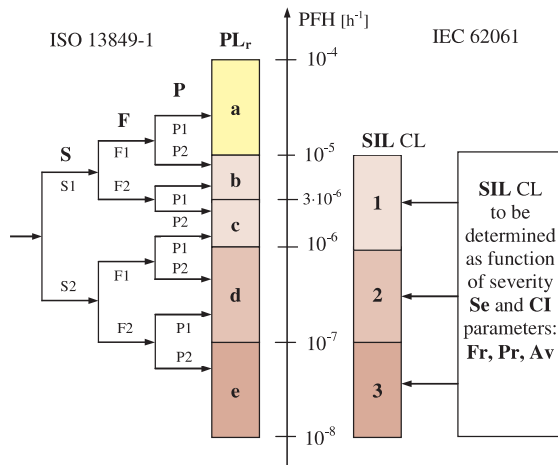 ISO 13849-1
PLr
PFH [h-1]
IEC 62061
S
F
P
S1
S2
F1
F2
F1
F2
P1
P2
P1
P2
P1
P2
P1
P2
a
b
c
d
e
10-4
10-5
3·10-6
10-6
10-7
10-8
SIL CL
1
2
3
SIL CL
to be
determined
as function
of severity
Se and CI
parameters:
Fr, Pr, Av